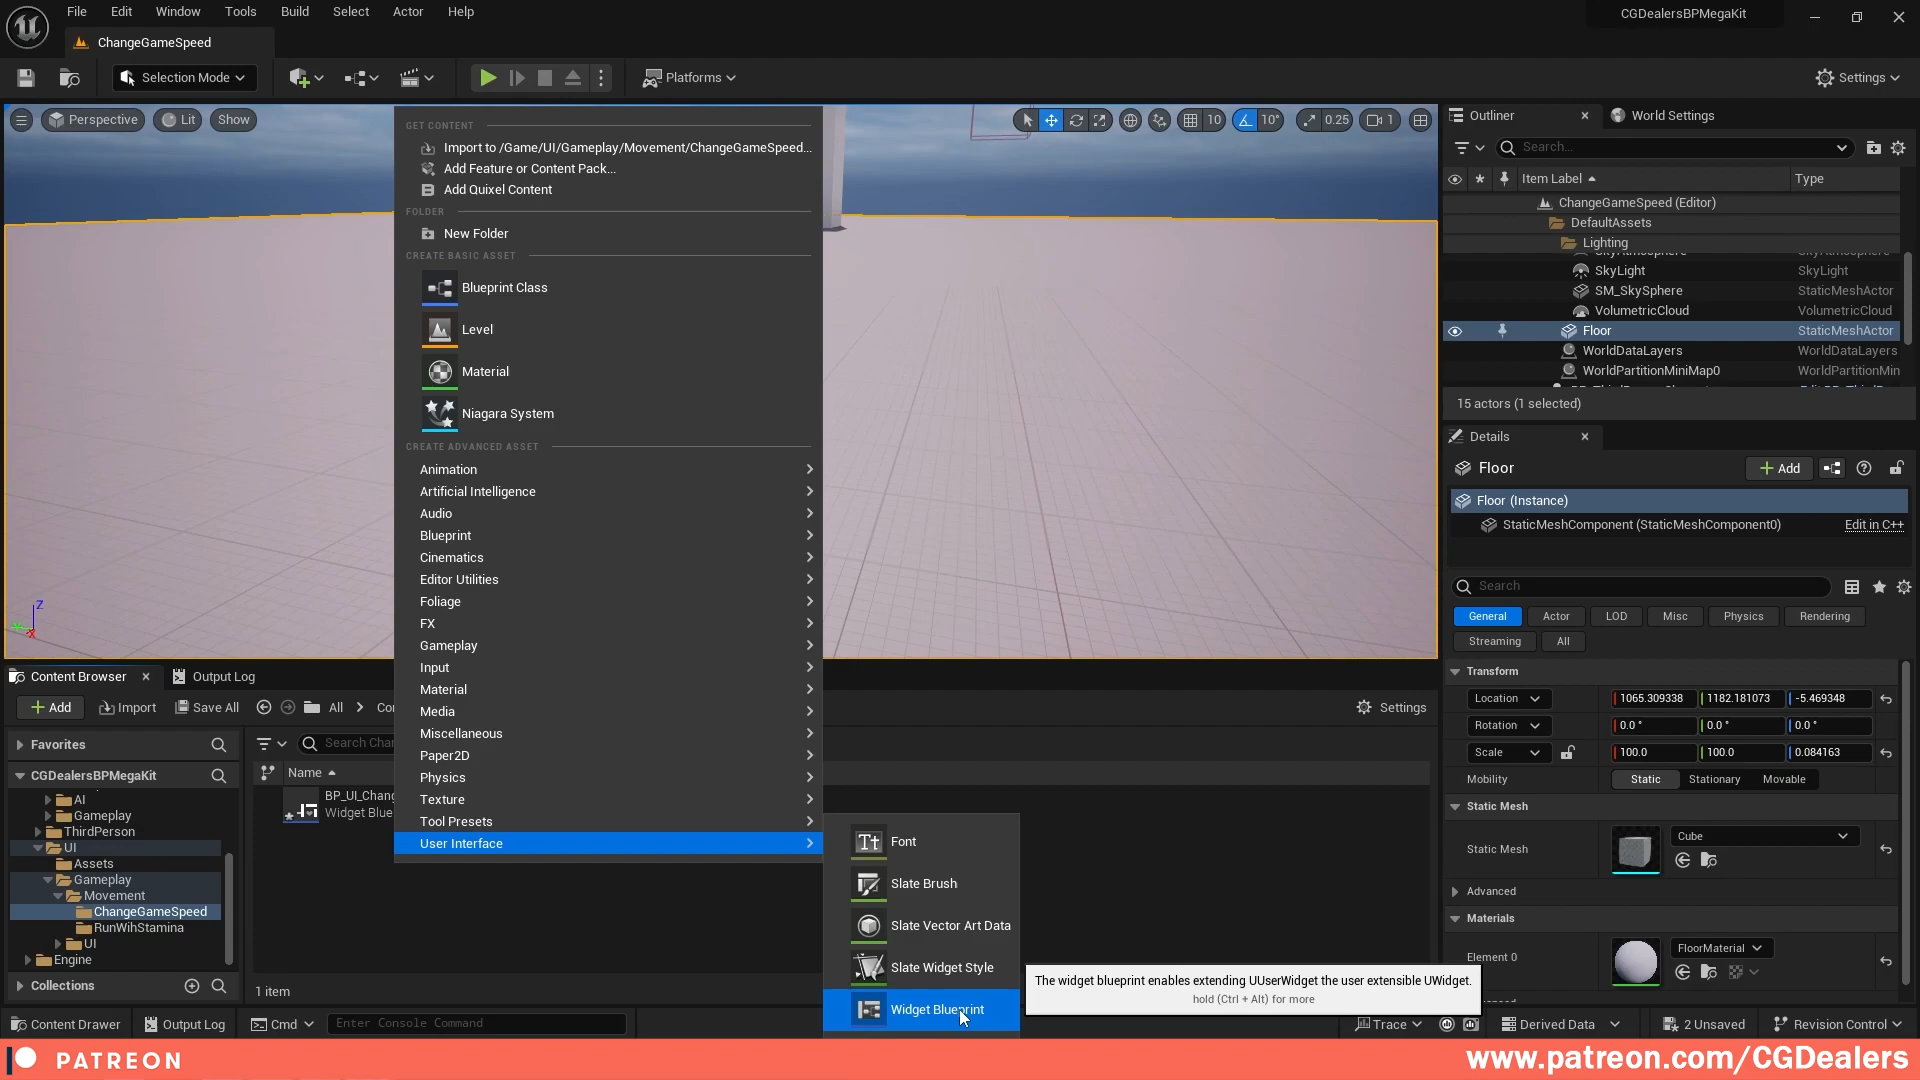 File Edit Window Tools Build Select Actor Help
CGDealersBPMegaKit
ChangeGameSpeed
Selection Mode
Platforms
Settings
Perspective Lit Show
10 10° 0.25 1
GET CONTENT
Import to /Game/UI/Gameplay/Movement/ChangeGameSpeed...
Add Feature or Content Pack...
Add Quixel Content
FOLDER
New Folder
CREATE BASIC ASSET
Blueprint Class
Level
Material
Niagara System
CREATE ADVANCED ASSET
Animation
Artificial Intelligence
Audio
Blueprint
Cinematics
Editor Utilities
Foliage
FX
Gameplay
Input
Material
Media
Miscellaneous
Paper2D
Physics
Texture
Tool Presets
User Interface
Font
Slate Brush
Slate Vector Art Data
Slate Widget Style
Widget Blueprint
The widget blueprint enables extending UUserWidget the user extensible UWidget.
hold (Ctrl + Alt) for more
Z
X
Outliner World Settings
Search...
Item Label Type
ChangeGameSpeed (Editor)
DefaultAssets
Lighting
SkyLight SkyLight
SM_SkySphere StaticMeshActor
VolumetricCloud VolumetricCloud
Floor StaticMeshActor
WorldDataLayers WorldDataLayers
WorldPartitionMiniMap0 WorldPartitionMin
15 actors (1 selected)
Details
Floor
Add
Floor (Instance)
StaticMeshComponent (StaticMeshComponent0) Edit in C++
Search
General Actor LOD Misc Physics Rendering
Streaming All
Transform
Location 1065.309338 1182.181073 -5.469348
Rotation 0.0 ° 0.0 ° 0.0 °
Scale 100.0 100.0 0.084163
Mobility Static Stationary Movable
Static Mesh
Static Mesh Cube
Advanced
Materials
Element 0 FloorMaterial
Content Browser Output Log
Add Import Save All All Con
Settings
Favorites
Search Char
CGDealersBPMegaKit
Name
AI
Gameplay
ThirdPerson
UI
Assets
Gameplay
Movement
ChangeGameSpeed
RunWihStamina
UI
Engine
Collections
BP_UI_Chang
Widget Blue
1 item
Content Drawer Output Log Cmd Enter Console Command
Trace Derived Data 2 Unsaved Revision Control
PATREON
www.patreon.com/CGDealers